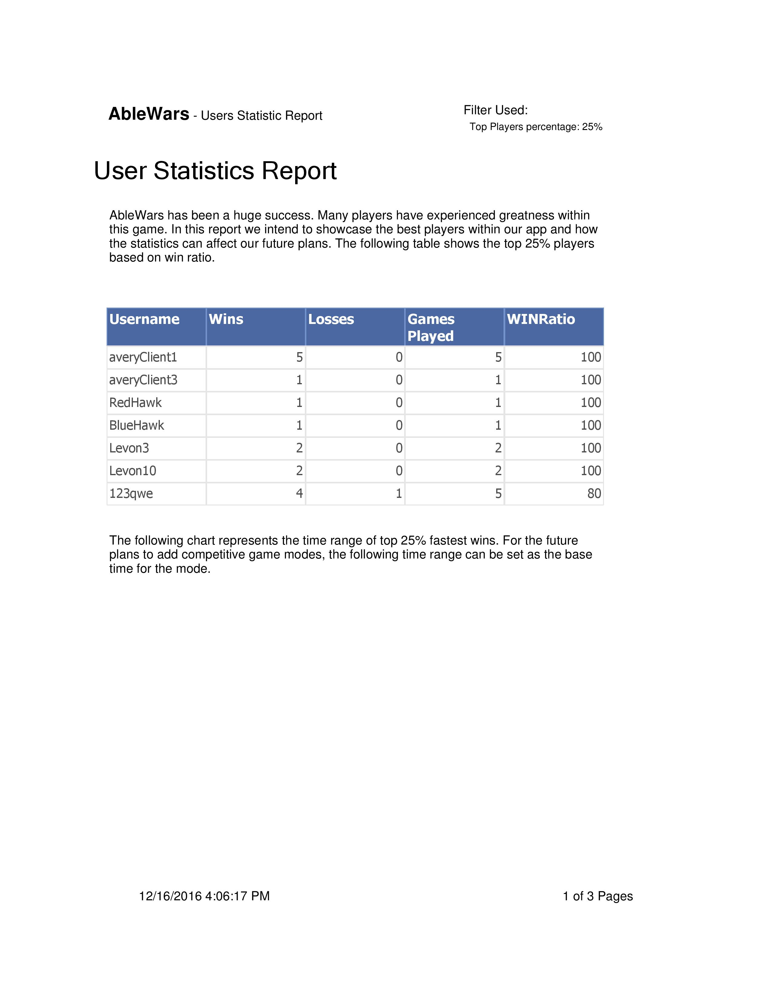 AbleWars - Users Statistic Report
Filter Used:
Top Players percentage: 25%
User Statistics Report
AbleWars has been a huge success. Many players have experienced greatness within
this game. In this report we intend to showcase the best players within our app and how
the statistics can affect our future plans. The following table shows the top 25% players
based on win ratio.
Username Wins Losses Games Played WINRatio
averyClient1 5 0 5 100
averyClient3 1 0 1 100
RedHawk 1 0 1 100
BlueHawk 1 0 1 100
Levon3 2 0 2 100
Levon10 2 0 2 100
123qwe 4 1 5 80
The following chart represents the time range of top 25% fastest wins. For the future
plans to add competitive game modes, the following time range can be set as the base
time for the mode.
12/16/2016 4:06:17 PM
1 of 3 Pages